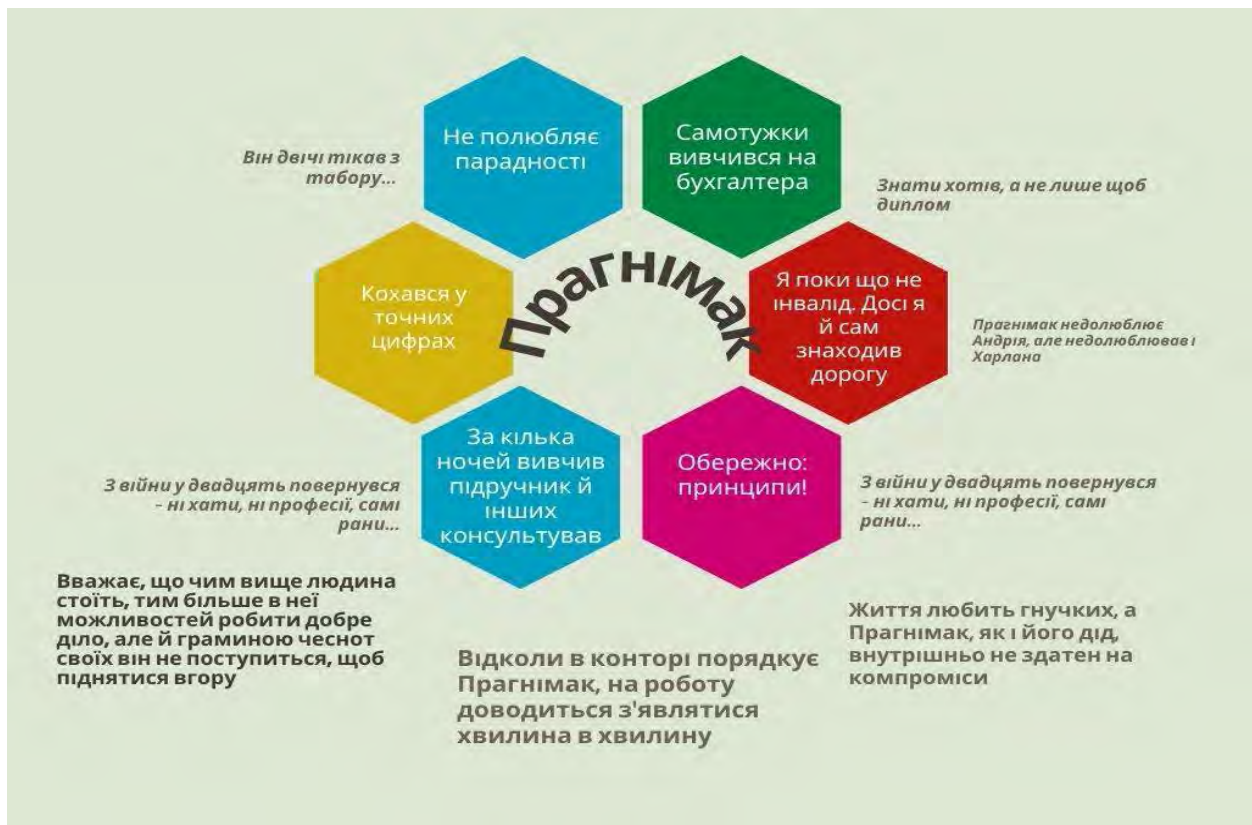 Не полюбляє
парадності
Самотужки
вивчився на
бухгалтера
Він двічі тікав з
табору...
Знати хотів, а не лише щоб
диплом
Прагнімак
Кохався у
точних
цифрах
Я поки що не
інвалід. Досі я
й сам
знаходив
дорогу
Прагнімак недолюблює
Андрія, але недолюблював і
Харлана
За кілька
ночей вивчив
підручник й
інших
консультував
Обережно:
принципи!
З війни у двадцять повернувся
- ні хати, ні професії, самі
рани...
З війни у двадцять повернувся
- ні хати, ні професії, самі
рани...
Вважає, що чим вище людина
стоїть, тим більше в неї
можливостей робити добре
діло, але й граминою чеснот
своїх він не поступиться, щоб
піднятися вгору
Відколи в конторі порядкує
Прагнімак, на роботу
доводиться з'являтися
хвилина в хвилину
Життя любить гнучких, а
Прагнімак, як і його дід,
внутрішньо не здатен на
компроміси